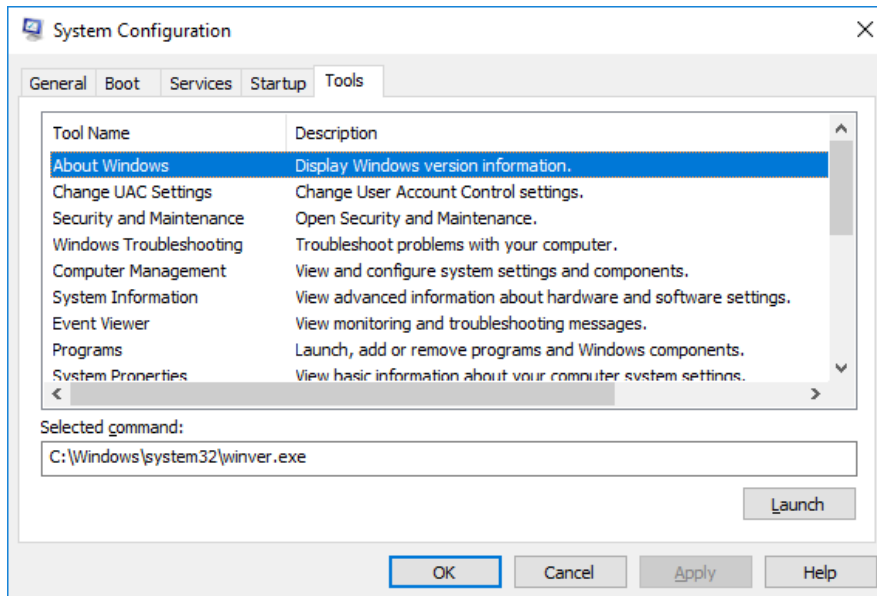 System Configuration
General Boot Services Startup Tools
Tool Name Description
About Windows Display Windows version information.
Change UAC Settings Change User Account Control settings.
Security and Maintenance Open Security and Maintenance.
Windows Troubleshooting Troubleshoot problems with your computer.
Computer Management View and configure system settings and components.
System Information View advanced information about hardware and software settings.
Event Viewer View monitoring and troubleshooting messages.
Programs Launch, add or remove programs and Windows components.
System Properties View basic information about your computer system settings.
Selected command:
C:\Windows\system32\winver.exe
Launch
OK Cancel Apply Help